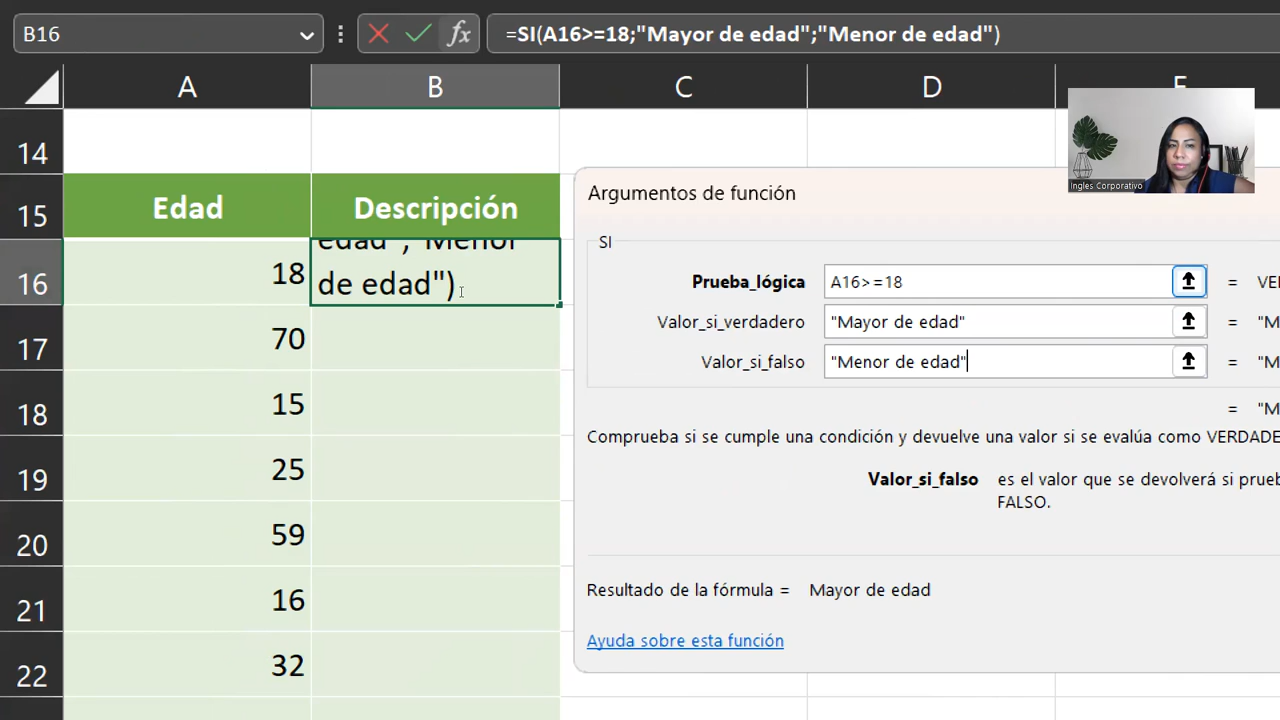 B16
fx
=SI(A16>=18;"Mayor de edad";"Menor de edad")
A B C D
14
15 Edad Descripción
16 18
de edad")
17 70
18 15
19 25
20 59
21 16
22 32
Ingles Corporativo
Argumentos de función
SI
Prueba_lógica A16>=18 =
Valor_si_verdadero "Mayor de edad" = "M
Valor_si_falso "Menor de edad" = "M
= "M
Comprueba si se cumple una condición y devuelve una valor si se evalúa como VERDADE
Valor_si_falso es el valor que se devolverá si prueb
FALSO.
Resultado de la fórmula = Mayor de edad
Ayuda sobre esta función